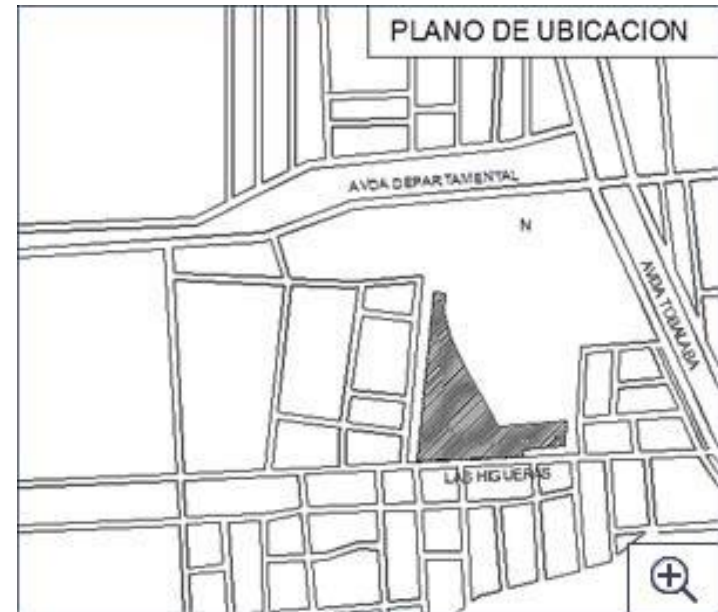 PLANO DE UBICACION
AVDA DEPARTAMENTAL
N
AVDA TOBALABA
LAS HIGUERAS